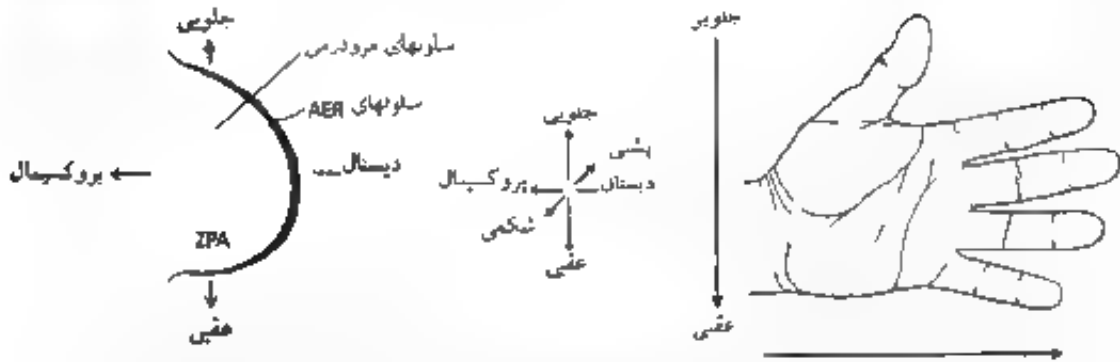 جلویی
سلولهای مزودرمی
سلولهای AER
دیستال
پروکسیمال
ZPA
عقبی
جلویی
پشتی
دیستال
پروکسیمال
شکمی
عقبی
جلویی
عقبی